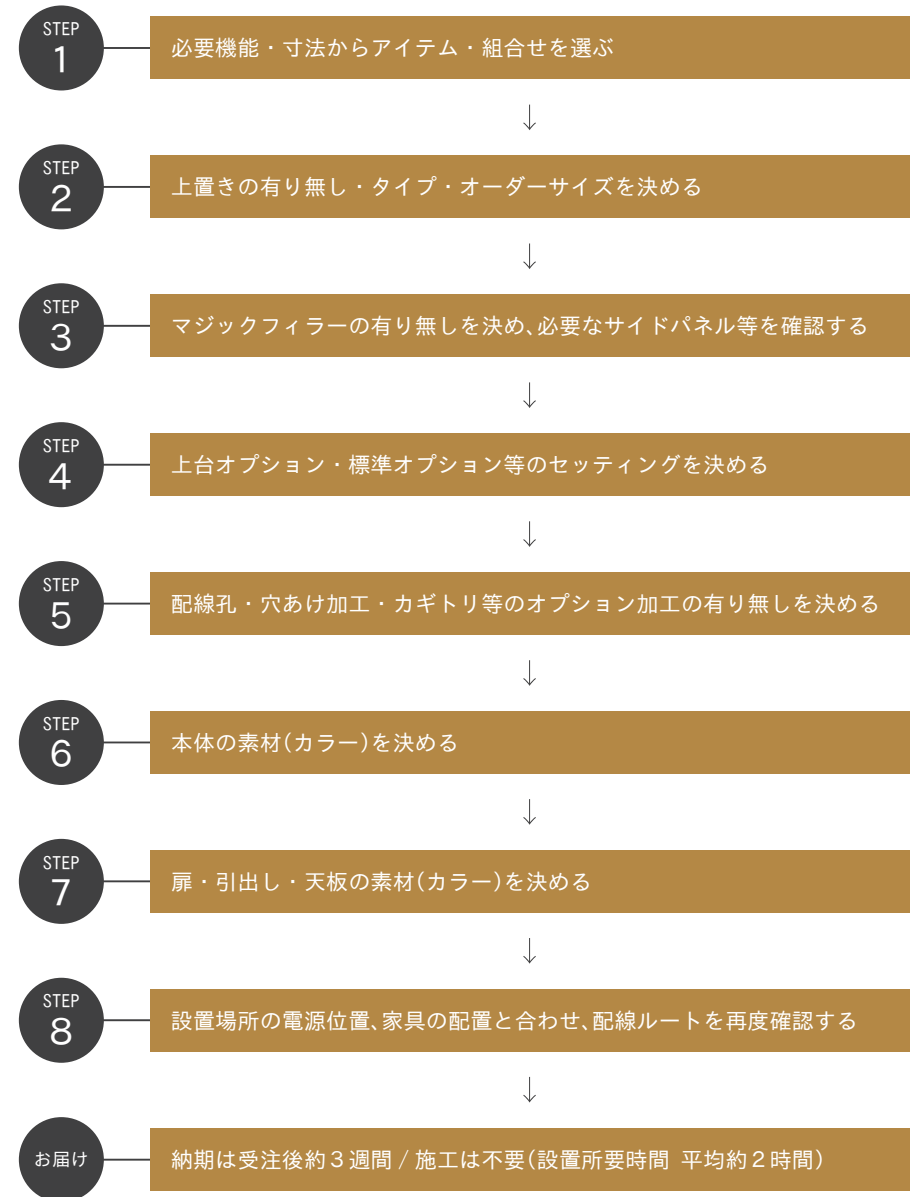 STEP
1
必要機能・寸法からアイテム・組合せを選ぶ
↓
STEP
2
上置きの有り無し・タイプ・オーダーサイズを決める
↓
STEP
3
マジックフィラーの有り無しを決め、必要なサイドパネル等を確認する
↓
STEP
4
上台オプション・標準オプション等のセッティングを決める
↓
STEP
5
配線孔・穴あけ加工・カギトリ等のオプション加工の有り無しを決める
↓
STEP
6
本体の素材(カラー)を決める
↓
STEP
7
扉・引出し・天板の素材(カラー)を決める
↓
STEP
8
設置場所の電源位置、家具の配置と合わせ、配線ルートを再度確認する
↓
お届け
納期は受注後約3週間 / 施工は不要(設置所要時間 平均約2時間)